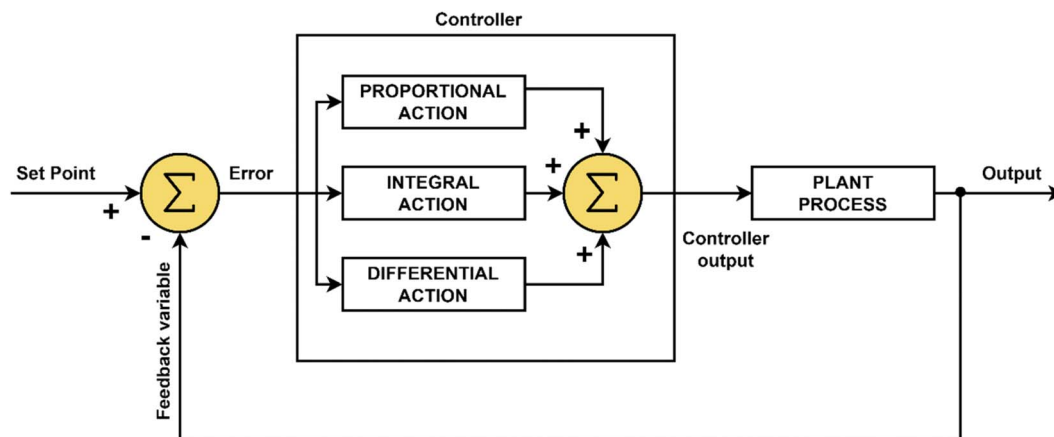 Controller
PROPORTIONAL
ACTION
+
Set Point
+
Σ
-
Error
INTEGRAL
ACTION
+
Σ
+
DIFFERENTIAL
ACTION
Controller
output
PLANT
PROCESS
Output
Feedback variable